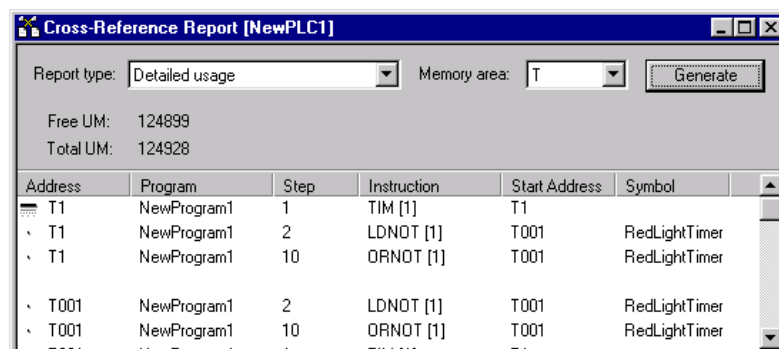 Cross-Reference Report [NewPLC1]
Report type: Detailed usage Memory area: T Generate
Free UM: 124899
Total UM: 124928
Address Program Step Instruction Start Address Symbol
T1 NewProgram1 1 TIM [1] T1
T1 NewProgram1 2 LDNOT [1] T001 RedLightTimer
T1 NewProgram1 10 ORNOT [1] T001 RedLightTimer
T001 NewProgram1 2 LDNOT [1] T001 RedLightTimer
T001 NewProgram1 10 ORNOT [1] T001 RedLightTimer